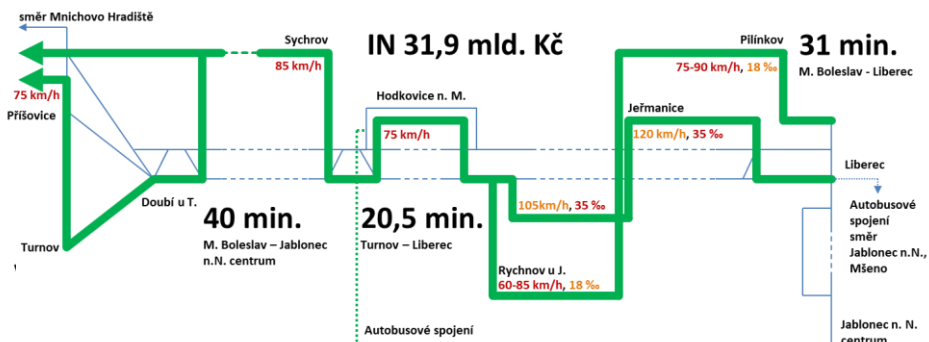 směr Mnichovo Hradiště
Sychrov
IN 31,9 mld. Kč
Pilínkov
31 min.
M. Boleslav - Liberec
85 km/h
75-90 km/h, 18 ‰
75 km/h
Příšovice
Hodkovice n. M.
Jeřmanice
75 km/h
120 km/h, 35 ‰
Liberec
Doubí u T.
40 min.
M. Boleslav – Jablonec
n.N. centrum
20,5 min.
Turnov – Liberec
105km/h, 35 ‰
Autobusové
spojení
směr
Jablonec n.N.,
Mšeno
Turnov
Rychnov u J.
60-85 km/h, 18 ‰
Autobusové spojení
Jablonec n. N.
centrum